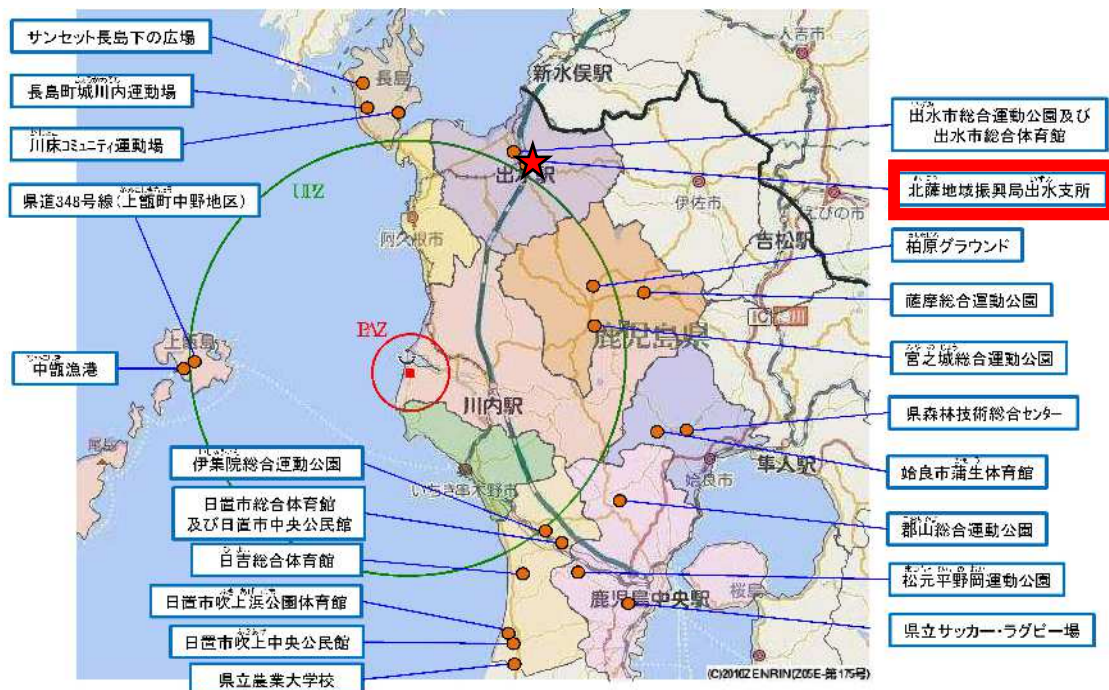 サンセット長島下の広場
長島町城川内運動場
川床コミュニティ運動場
県道348号線(上甑町中野地区)
中甑漁港
伊集院総合運動公園
日置市総合体育館
及び日置市中央公民館
日吉総合体育館
日置市吹上浜公園体育館
日置市吹上中央公民館
県立農業大学校
長島
新水俣駅
人吉市
UPZ
出水駅
阿久根市
伊佐市
えびの市
吉松駅
PAZ
鹿児島県
上甑島
川内駅
いちき串木野市
姶良市
隼人駅
鹿児島中央駅
桜島
(C)2010ZENRIN(Z05E-第175号)
出水市総合運動公園及び
出水市総合体育館
北薩地域振興局出水支所
柏原グラウンド
薩摩総合運動公園
宮之城総合運動公園
県森林技術総合センター
姶良市蒲生体育館
郡山総合運動公園
松元平野岡運動公園
県立サッカー・ラグビー場